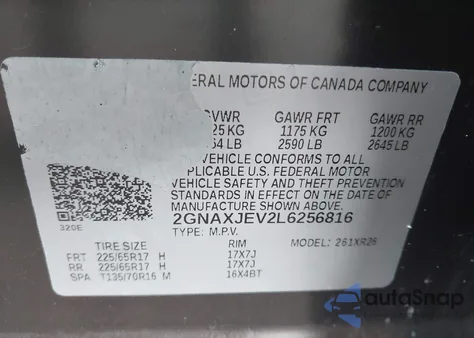 ERAL MOTORS OF CANADA COMPANY
GVWR GAWR FRT GAWR RR
25 KG 1175 KG 1200 KG
64 LB 2590 LB 2645 LB
VEHICLE CONFORMS TO ALL
PLICABLE U.S. FEDERAL MOTOR
VEHICLE SAFETY AND THEFT PREVENTION
STANDARDS IN EFFECT ON THE DATE OF
MANUFACTURE SHOWN ABOVE.
2GNAXJEV2L6256816
320E
TYPE: M.P.V. MODEL: 261XR26
TIRE SIZE RIM
FRT 225/65R17 H 17X7J
RR 225/65R17 H 17X7J
SPA T135/70R16 M 16X4BT
autoSnap